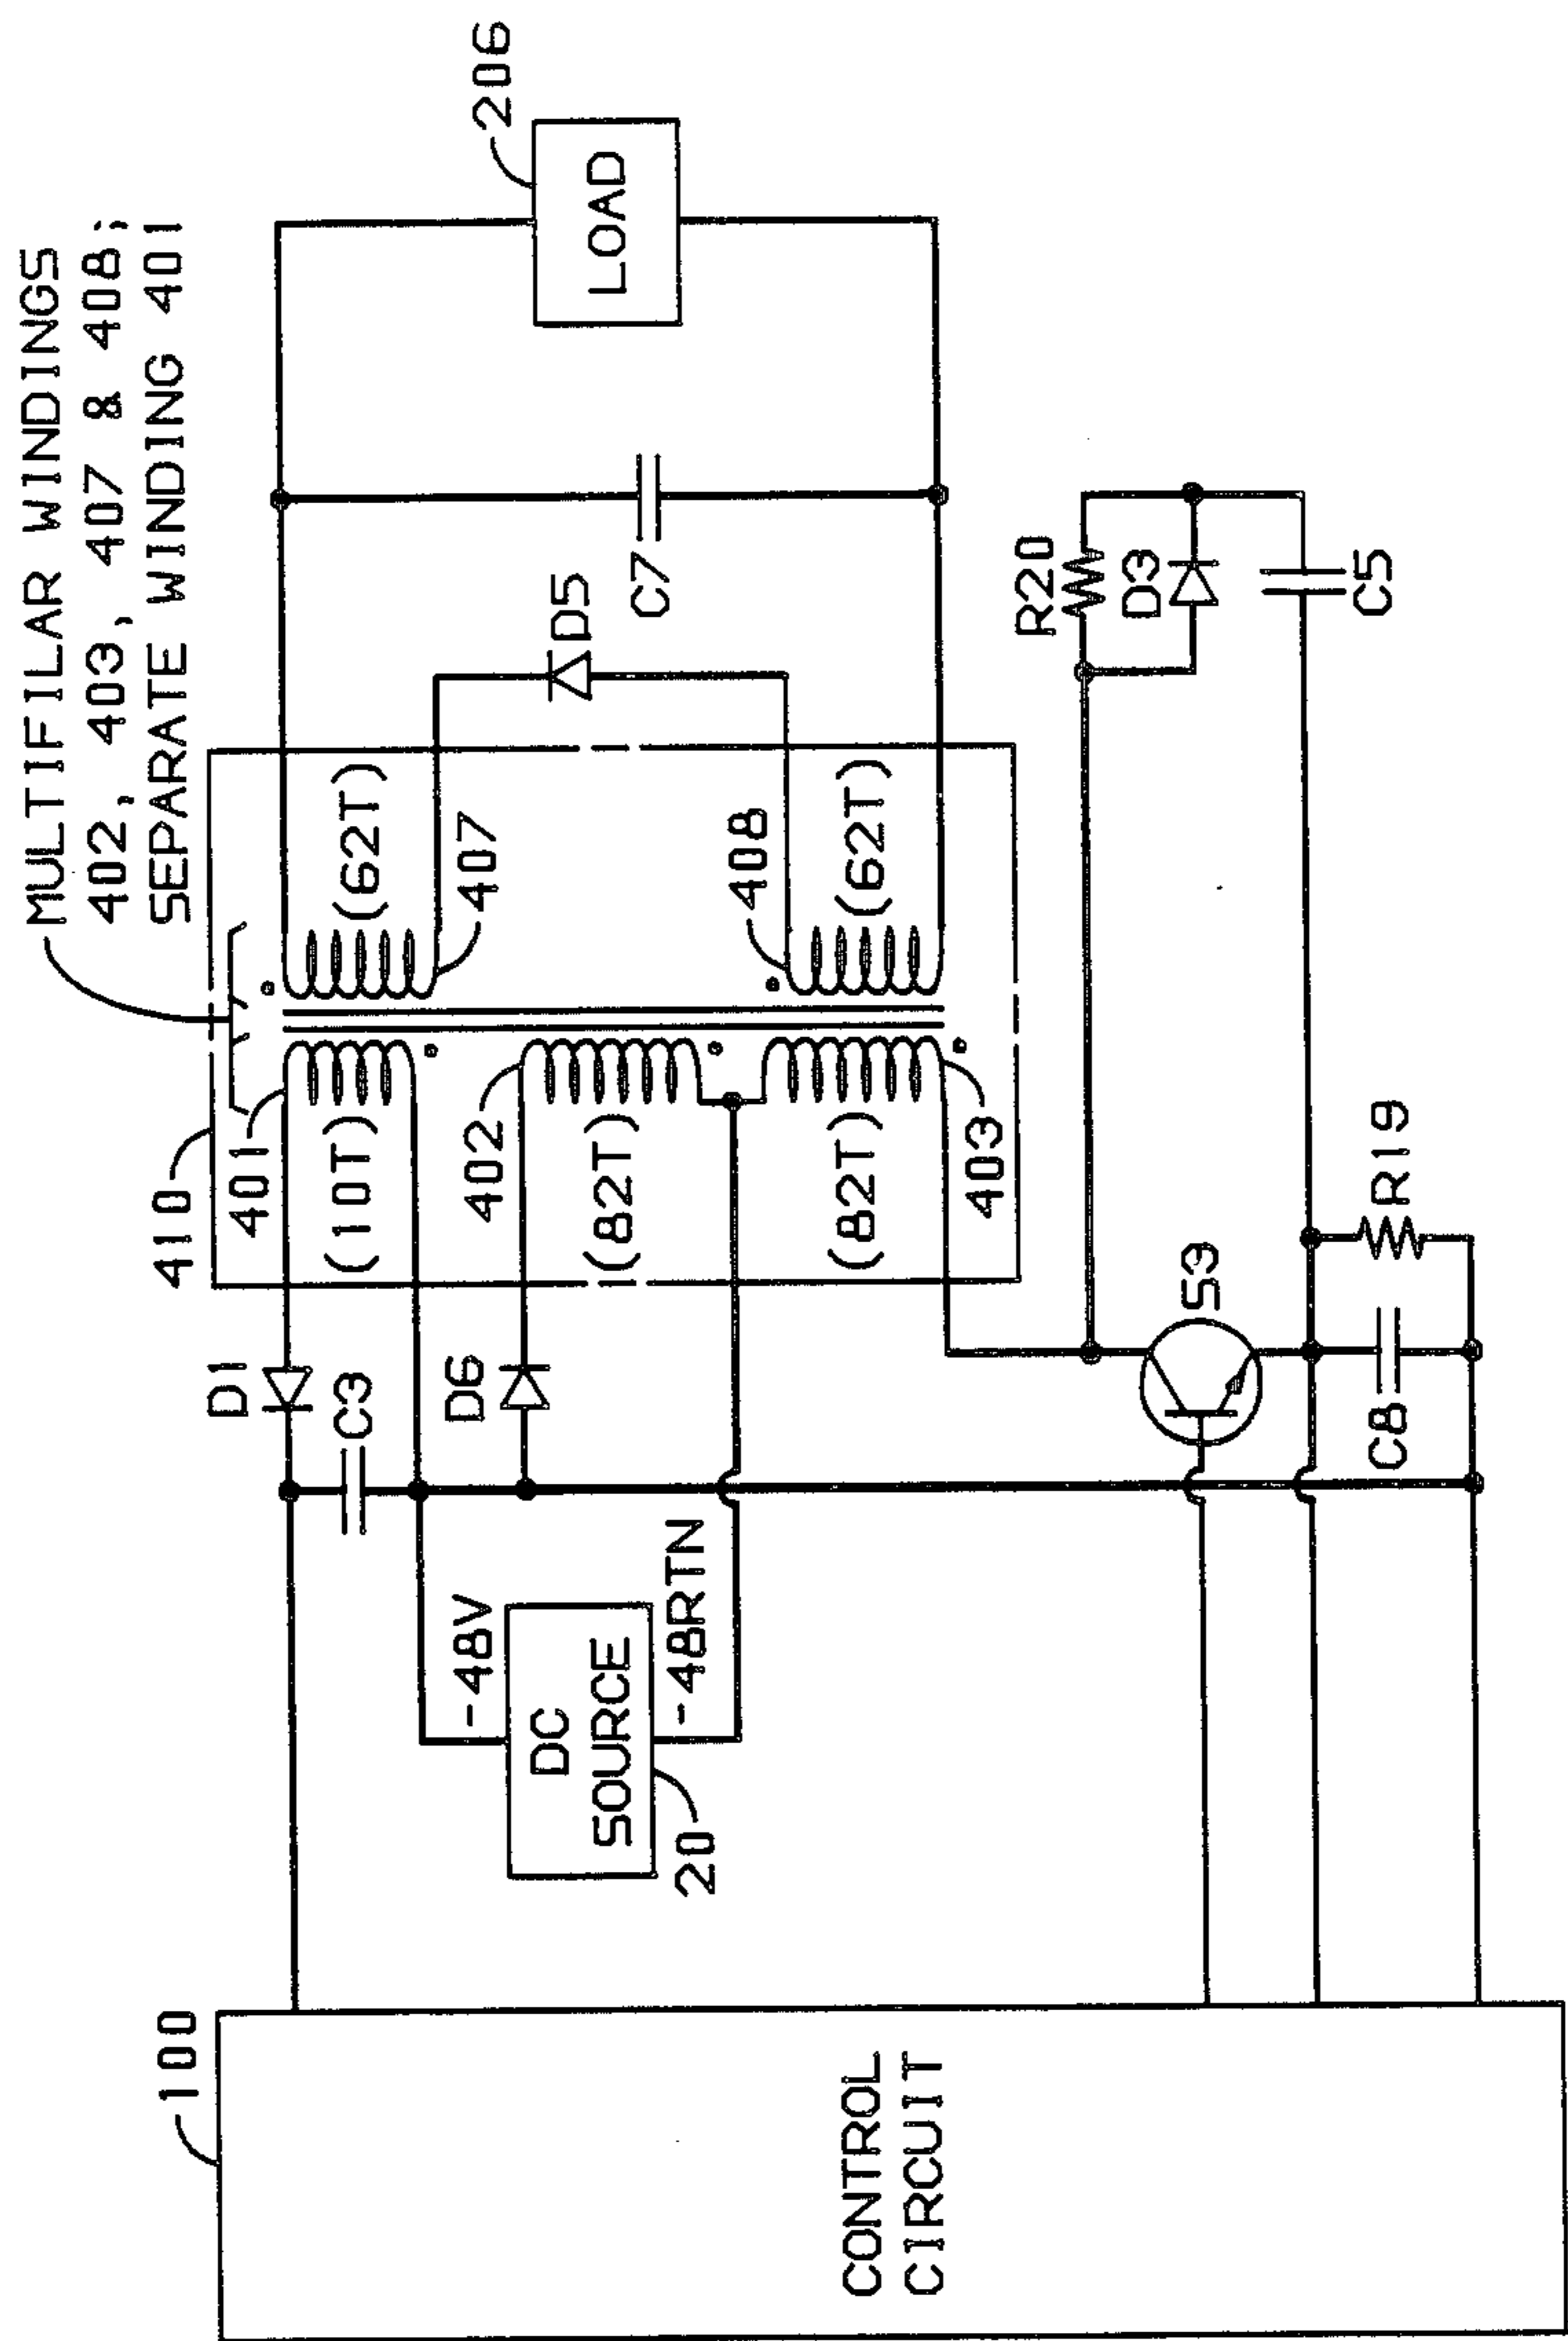 MULTIFILAR WINDINGS
402, 403, 407 & 408;
SEPARATE WINDING 401
100
410
401
(10T)
(62T)
407
206
LOAD
D1
C3
-48V
DC
SOURCE
-48RTN
20
D6
402
(82T)
(82T)
403
408
(62T)
D5
C7
CONTROL
CIRCUIT
S3
R20
D3
C5
C8
R19